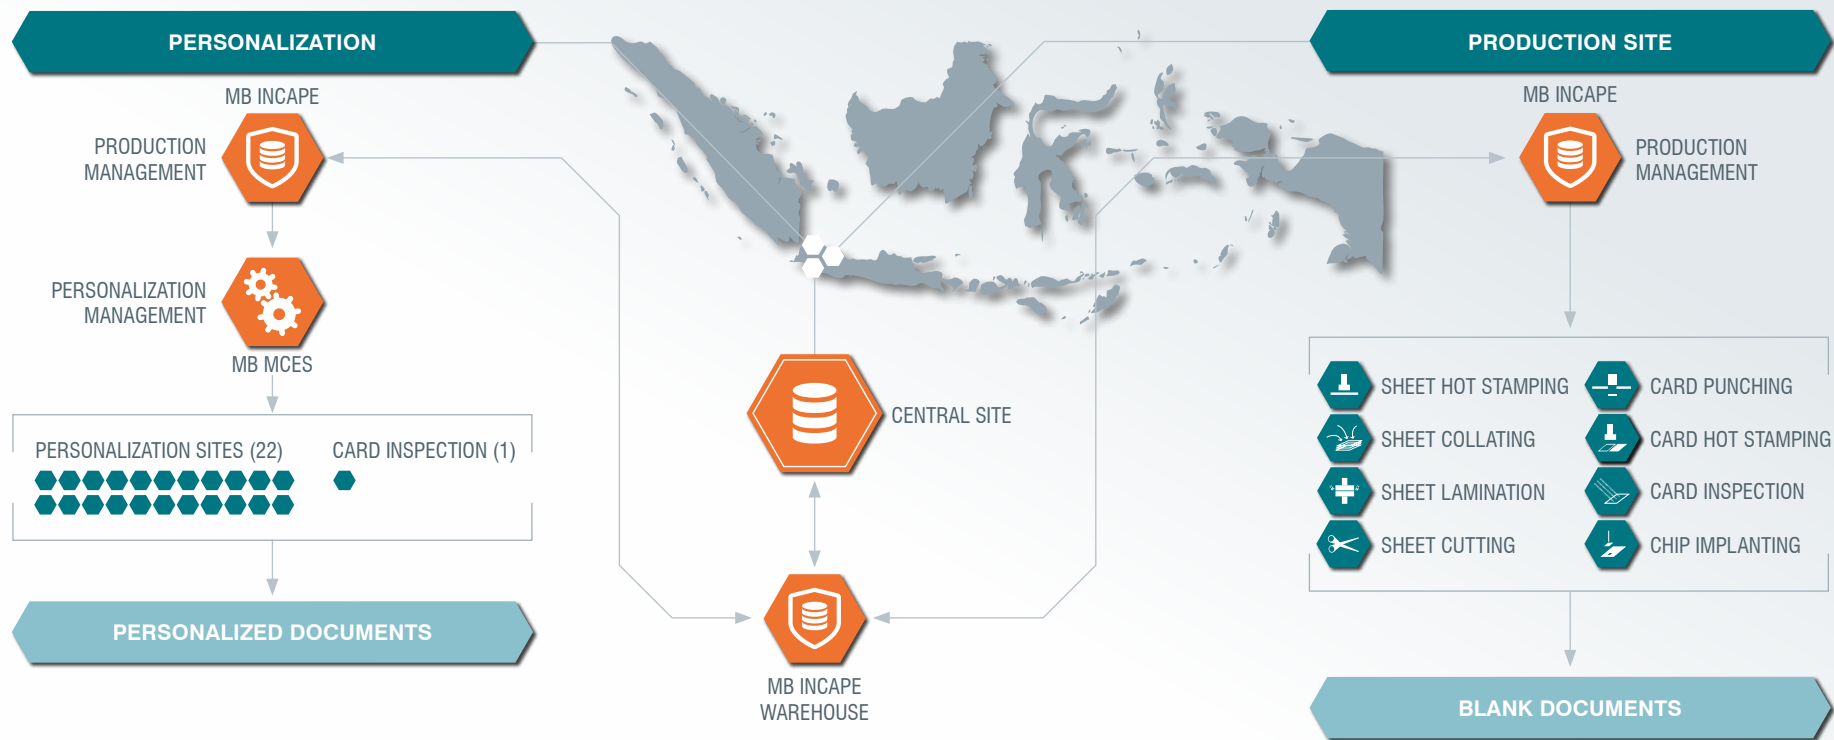 PERSONALIZATION
MB INCAPE
PRODUCTION
MANAGEMENT
PERSONALIZATION
MANAGEMENT
MB MCES
PERSONALIZATION SITES (22)
CARD INSPECTION (1)
PERSONALIZED DOCUMENTS
CENTRAL SITE
MB INCAPE
WAREHOUSE
PRODUCTION SITE
MB INCAPE
PRODUCTION
MANAGEMENT
SHEET HOT STAMPING
SHEET COLLATING
SHEET LAMINATION
SHEET CUTTING
CARD PUNCHING
CARD HOT STAMPING
CARD INSPECTION
CHIP IMPLANTING
BLANK DOCUMENTS